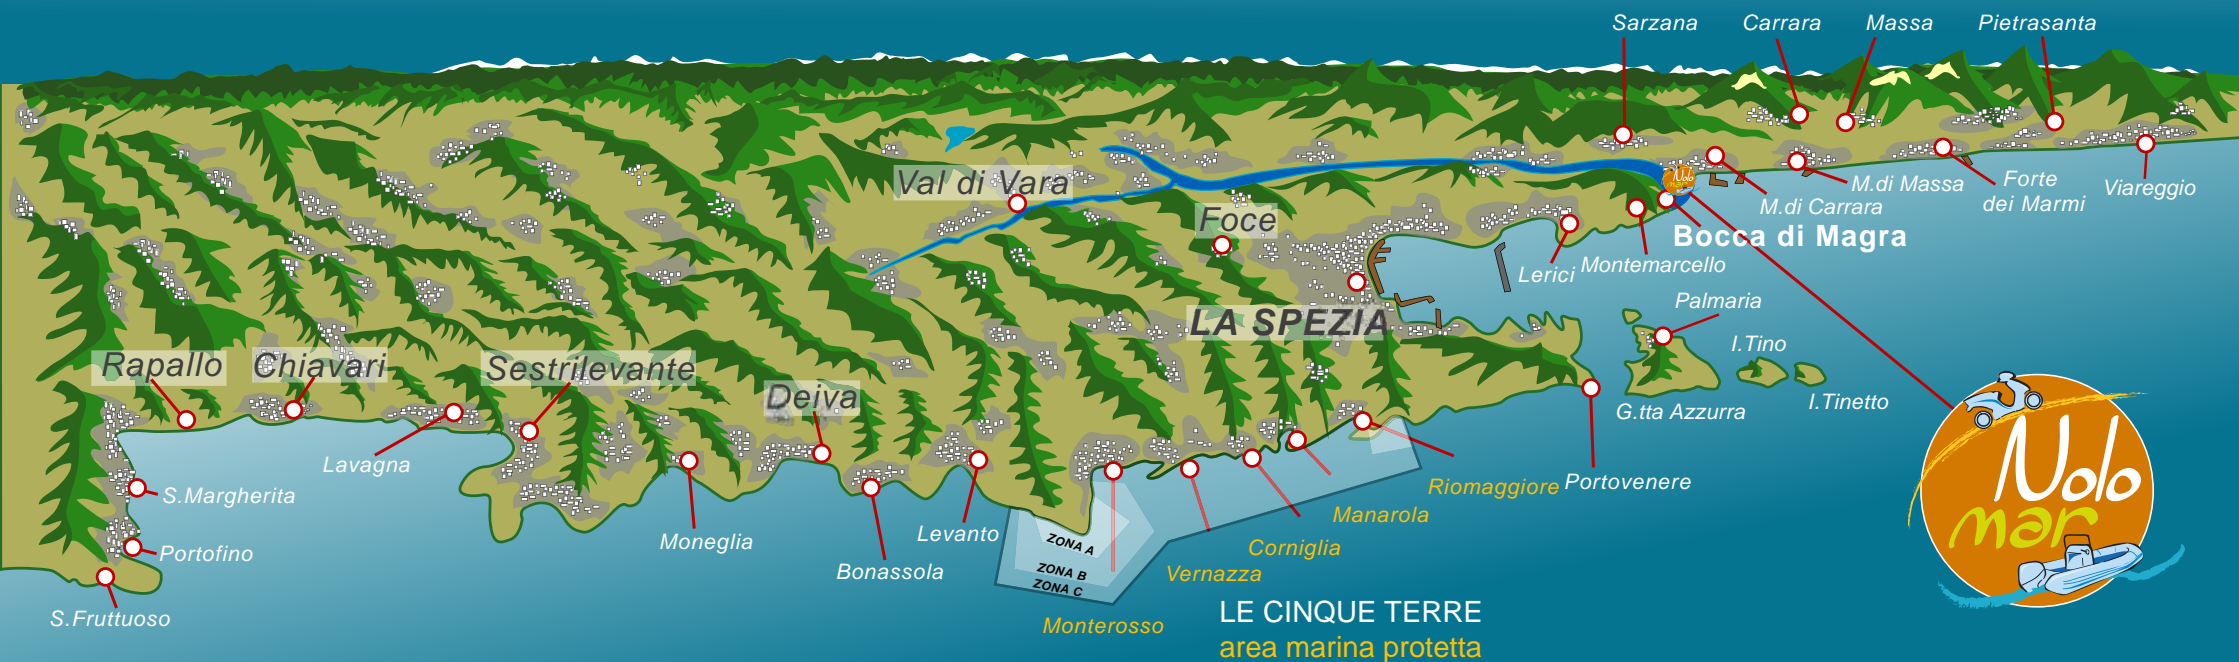 Sarzana
Carrara
Massa
Pietrasanta
Val di Vara
Foce
M.di Massa
Forte
dei Marmi
Viareggio
M.di Carrara
Bocca di Magra
Nolo
mar
Lerici
Montemarcello
Palmaria
LA SPEZIA
I.Tino
Rapallo
Chiavari
Sestrilevante
Deiva
G.tta Azzurra
I.Tinetto
Lavagna
S.Margherita
Riomaggiore
Portovenere
Manarola
Moneglia
Levanto
Portofino
ZONA A
Corniglia
Bonassola
ZONA B
Vernazza
ZONA C
S.Fruttuoso
Monterosso
LE CINQUE TERRE
area marina protetta
Nolo
mar